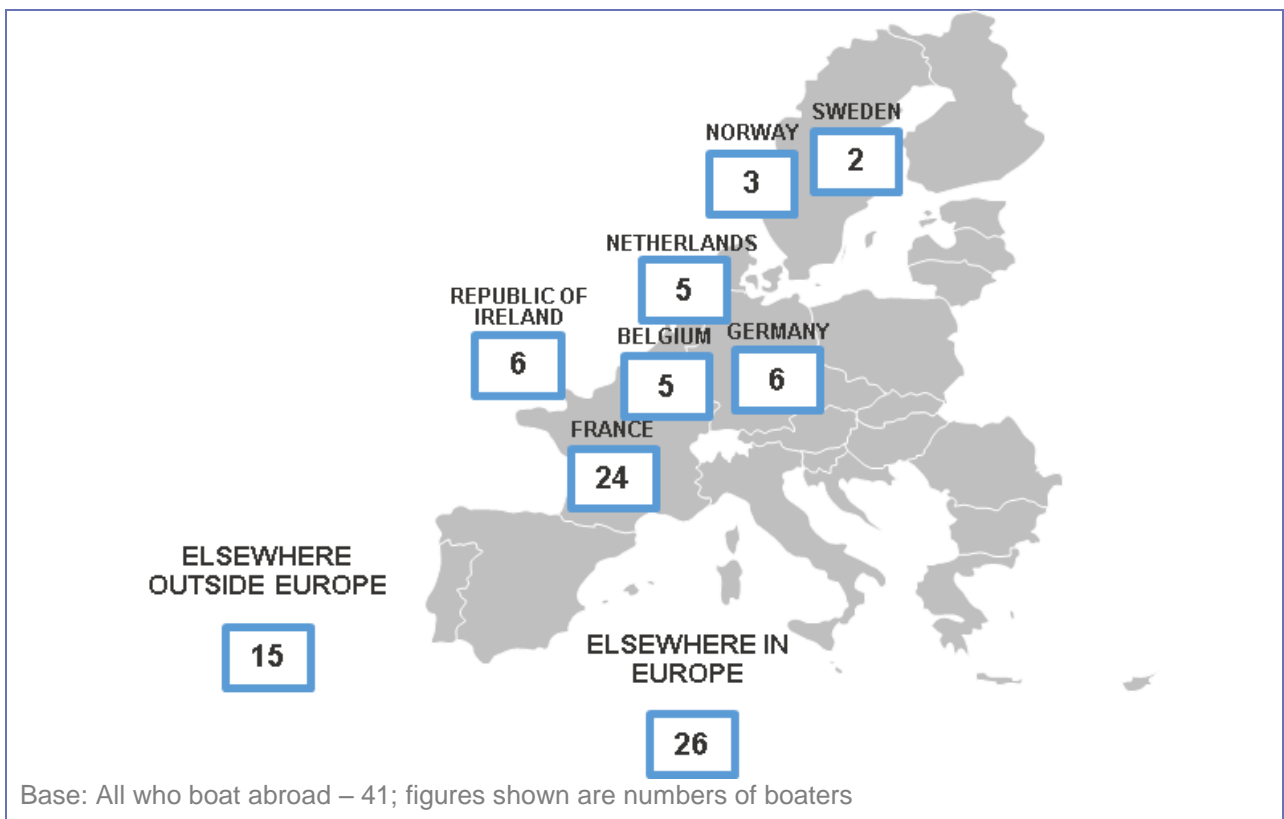 SWEDEN
2
NORWAY
3
NETHERLANDS
5
REPUBLIC OF
IRELAND
6
BELGIUM
5
GERMANY
6
FRANCE
24
ELSEWHERE
OUTSIDE EUROPE
15
ELSEWHERE IN
EUROPE
26
Base: All who boat abroad – 41; figures shown are numbers of boaters